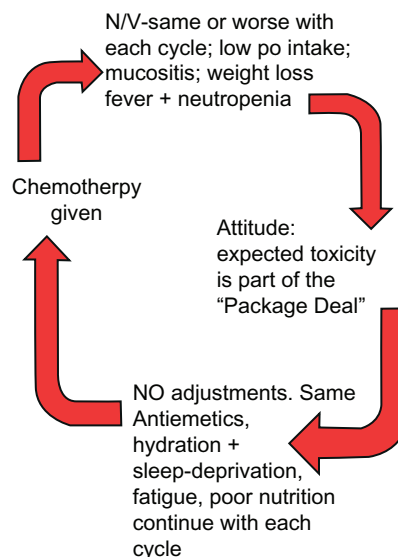 N/V-same or worse with
each cycle; low po intake;
mucositis; weight loss
fever + neutropenia
Attitude:
expected toxicity
is part of the
“Package Deal”
NO adjustments. Same
Antiemetics,
hydration +
sleep-deprivation,
fatigue, poor nutrition
continue with each
cycle
Chemotherpy
given